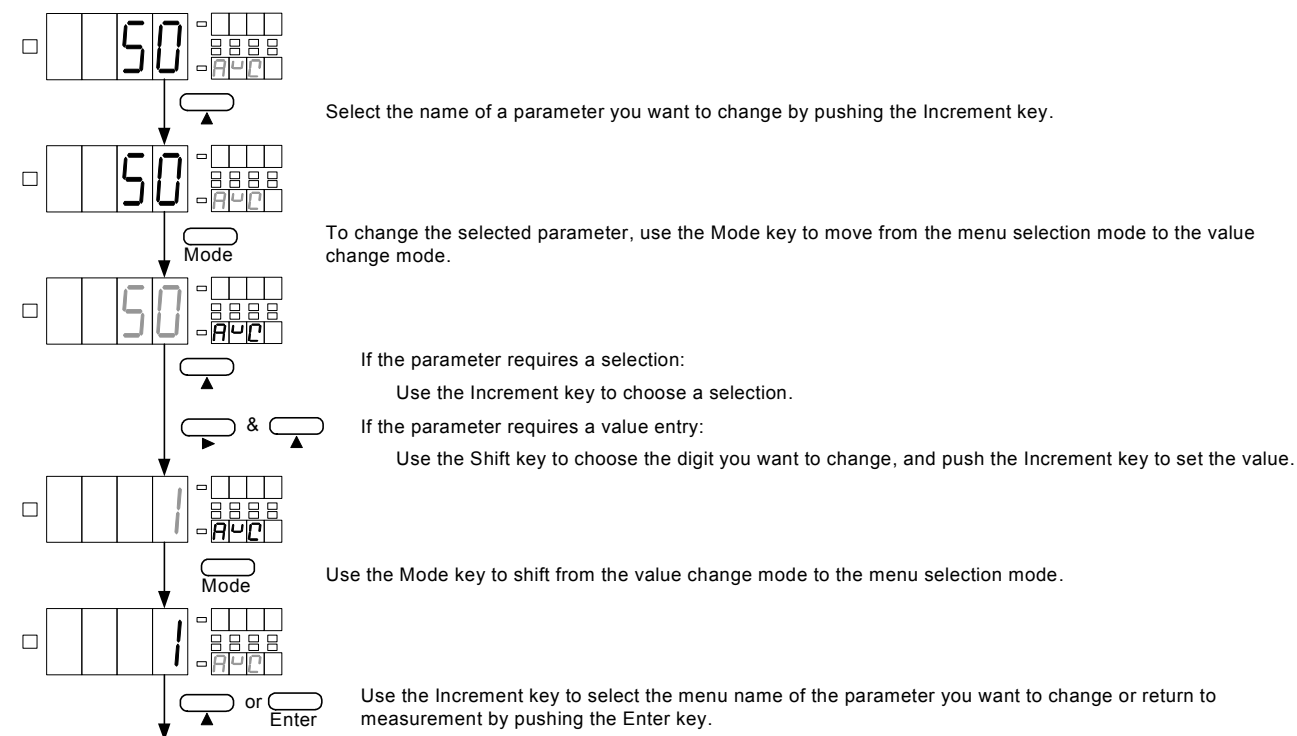 50
AuC
Select the name of a parameter you want to change by pushing the Increment key.
50
AuC
To change the selected parameter, use the Mode key to move from the menu selection mode to the value
Mode
change mode.
50
AuC
If the parameter requires a selection:
Use the Increment key to choose a selection.
& If the parameter requires a value entry:
Use the Shift key to choose the digit you want to change, and push the Increment key to set the value.
1
AuC
Mode
Use the Mode key to shift from the value change mode to the menu selection mode.
1
AuC
or
Enter
Use the Increment key to select the menu name of the parameter you want to change or return to
measurement by pushing the Enter key.